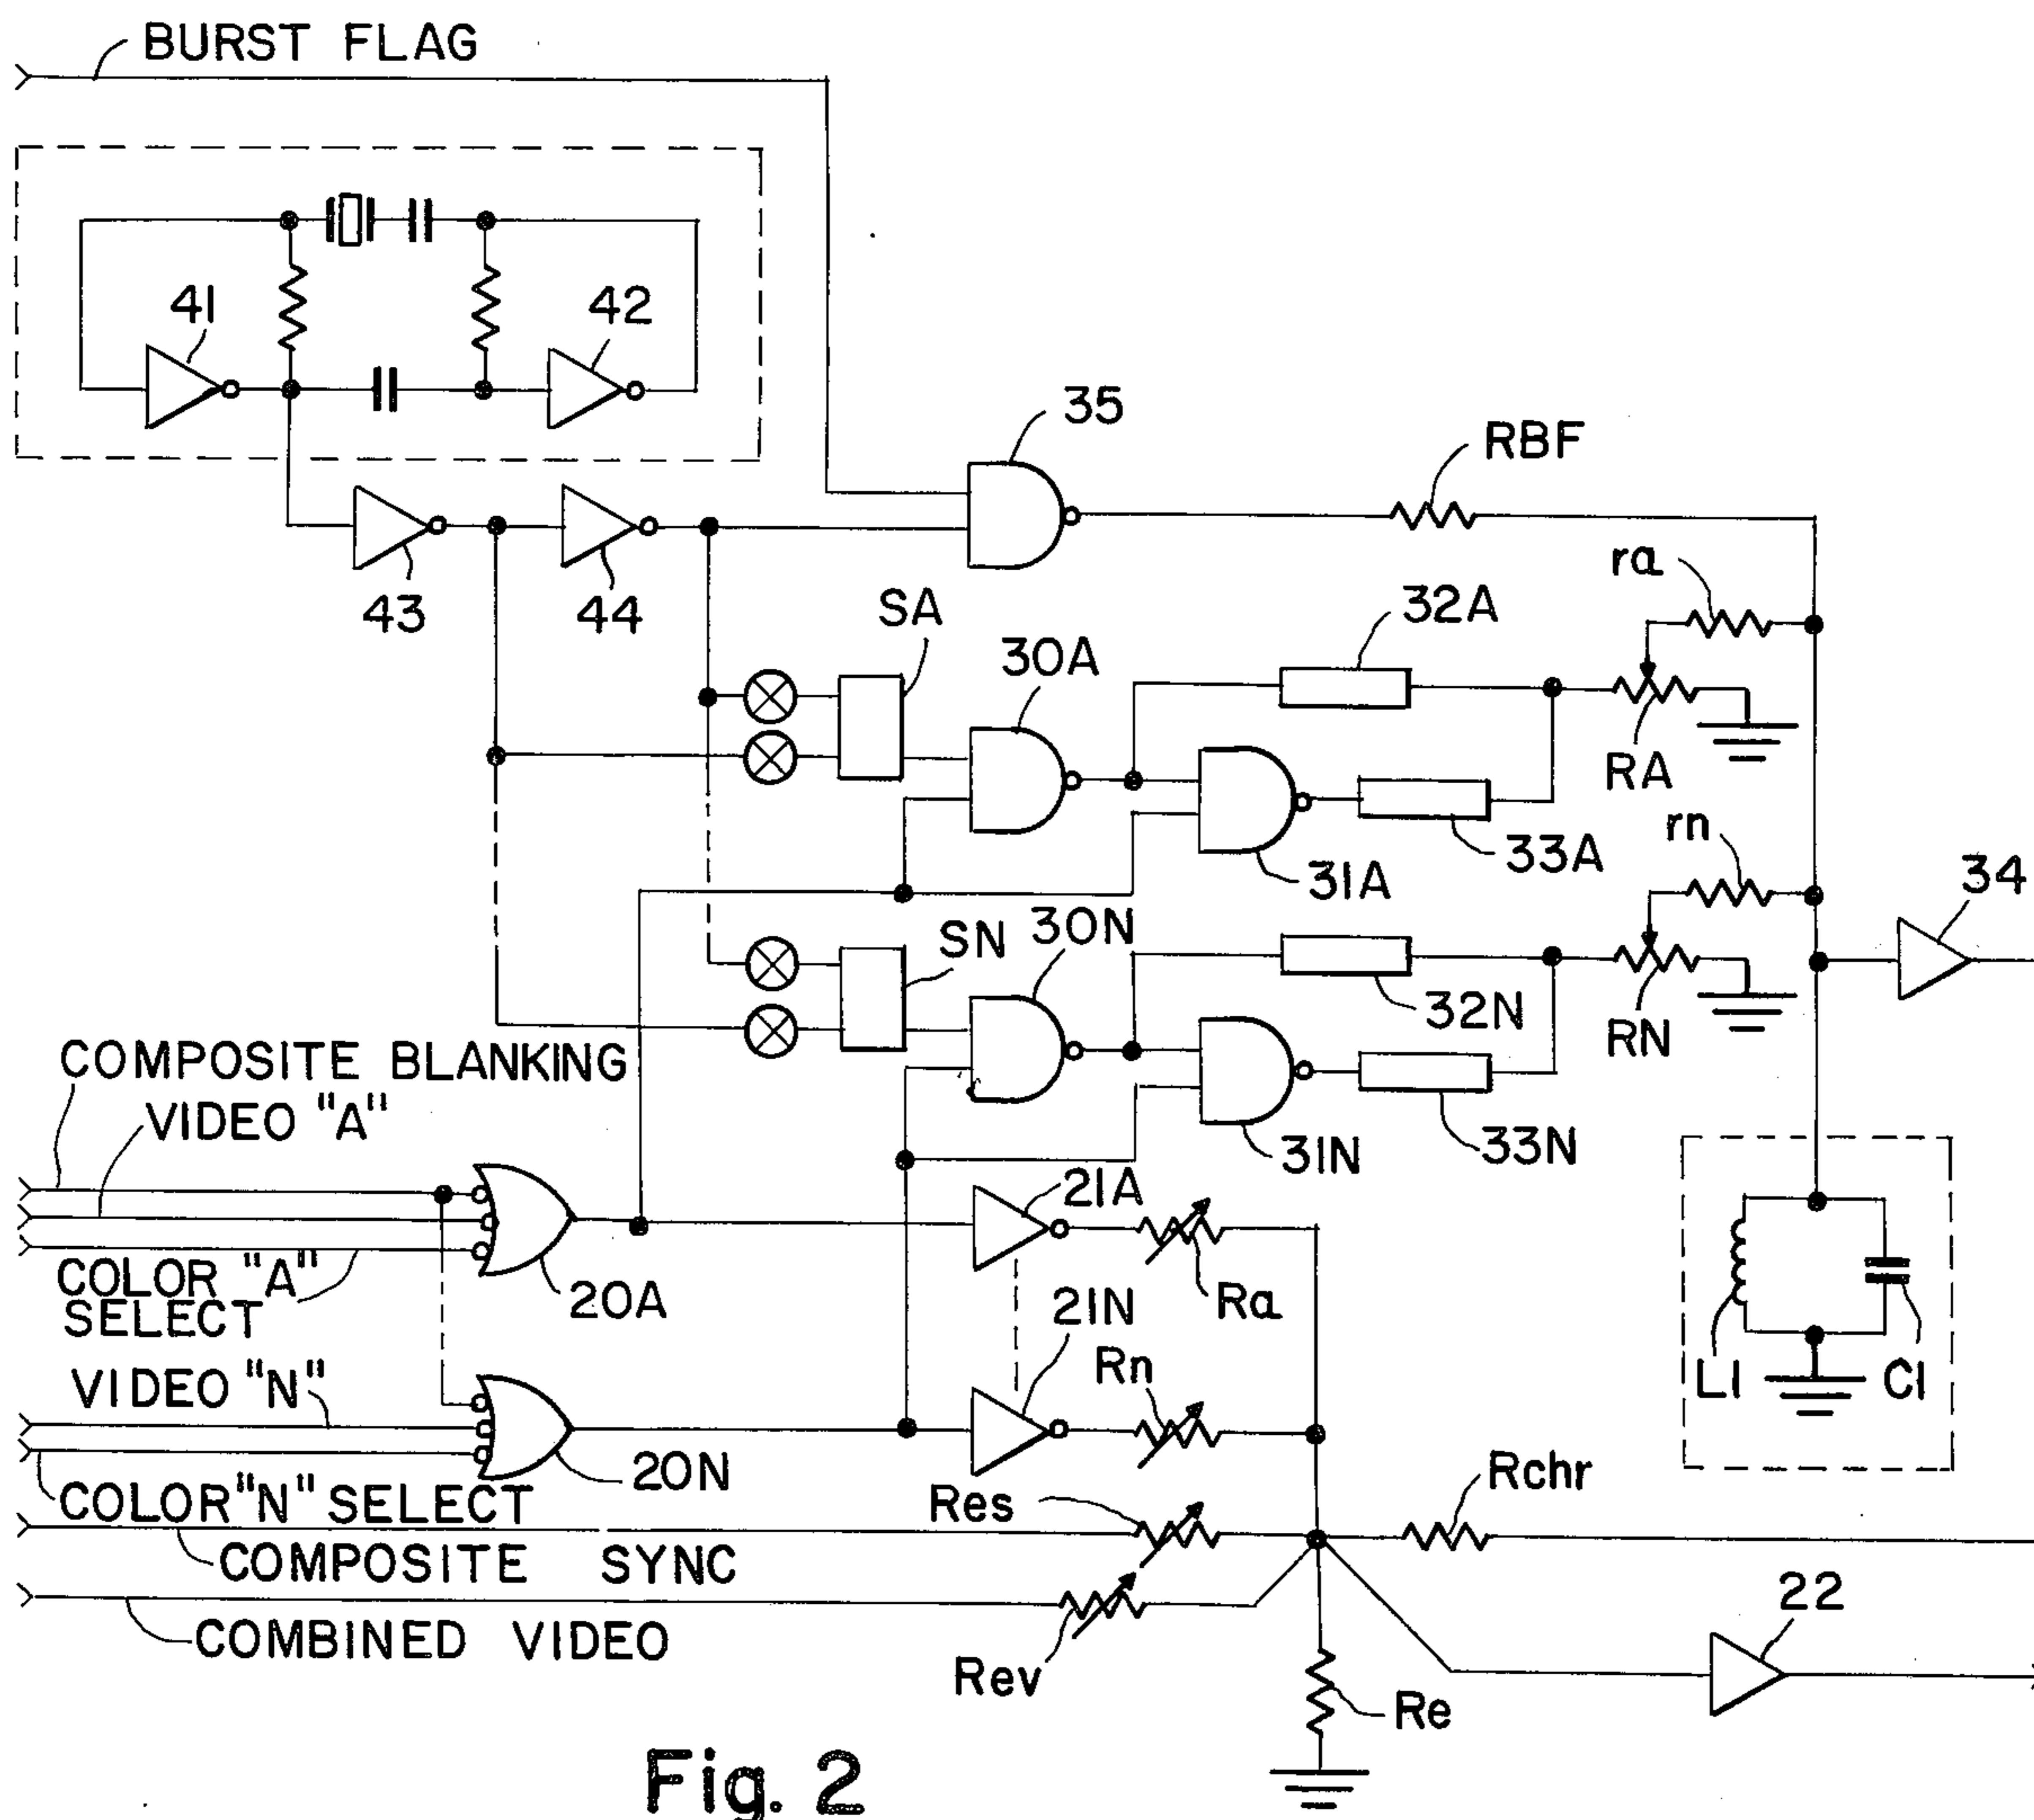 BURST FLAG
41
42
35
RBF
43
44
SA
30A
32A
ra
RA
33A
31A
rn
34
SN
30N
32N
RN
33N
31N
COMPOSITE BLANKING
VIDEO "A"
COLOR "A"
SELECT
20A
21A
Ra
21N
Rn
L1
C1
VIDEO "N"
20N
COLOR "N" SELECT
Res
Rchr
COMPOSITE SYNC
COMBINED VIDEO
Rev
22
Re
Fig. 2